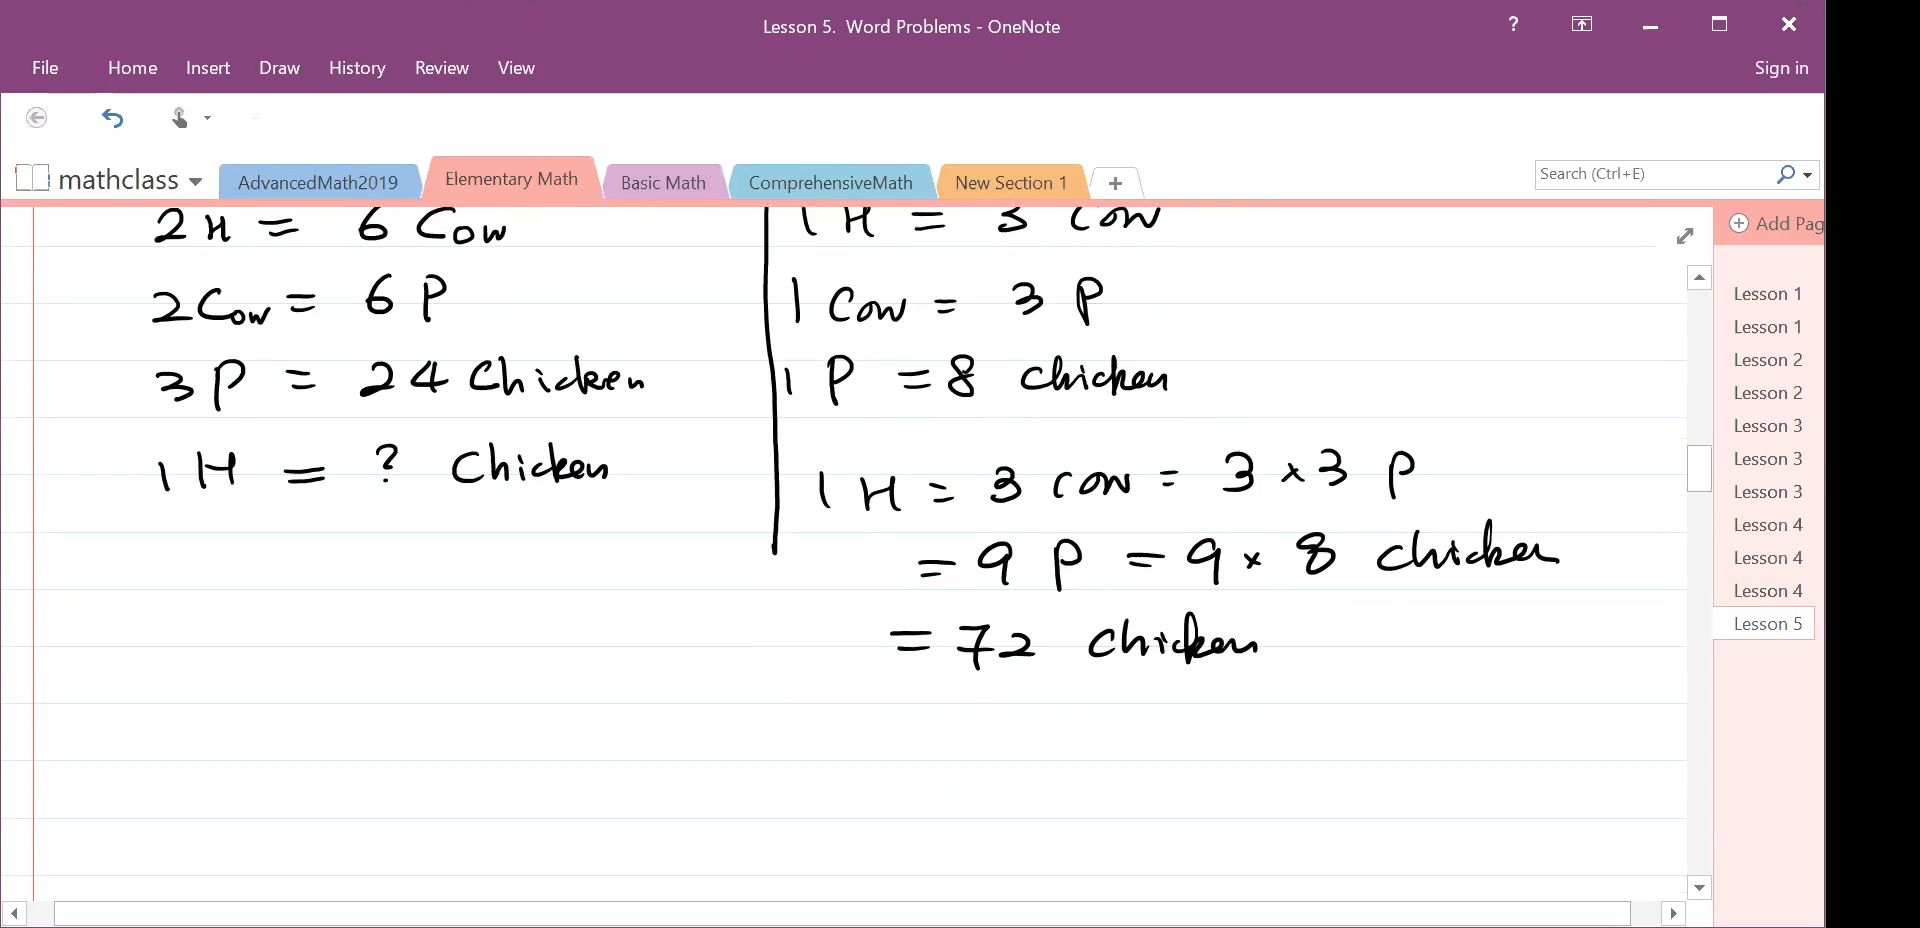 Lesson 5.  Word Problems - OneNote
?
File Home Insert Draw History Review View
Sign in
mathclass
AdvancedMath2019
Elementary Math
Basic Math
ComprehensiveMath
New Section 1
+
Search (Ctrl+E)
2 H = 6 Cow
2 Cow = 6 P
3 P = 24 Chicken
1 H = ? Chicken
1 H = 3 Cow
1 Cow = 3 P
1 P = 8 chicken
1 H = 3 cow = 3 × 3 P
= 9 P = 9 × 8 chicken
= 72 chicken
Add Pag
Lesson 1
Lesson 1
Lesson 2
Lesson 2
Lesson 3
Lesson 3
Lesson 3
Lesson 4
Lesson 4
Lesson 4
Lesson 5